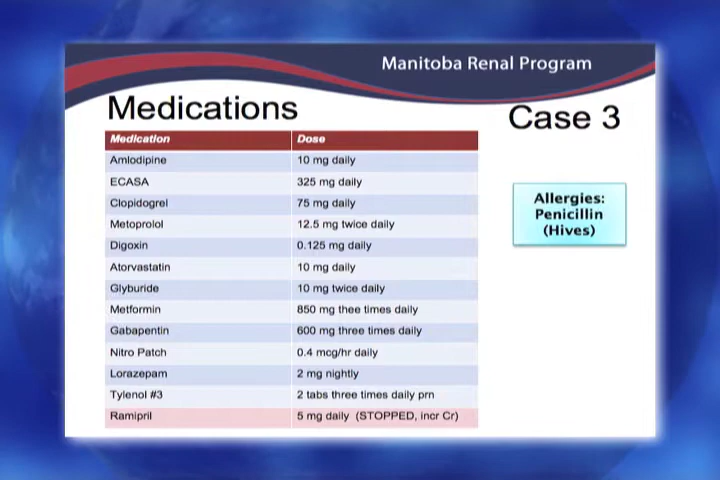 Manitoba Renal Program
Medications
Case 3
Medication Dose
Amlodipine 10 mg daily
ECASA 325 mg daily
Clopidogrel 75 mg daily
Metoprolol 12.5 mg twice daily
Digoxin 0.125 mg daily
Atorvastatin 10 mg daily
Glyburide 10 mg twice daily
Metformin 850 mg thee times daily
Gabapentin 600 mg three times daily
Nitro Patch 0.4 mcg/hr daily
Lorazepam 2 mg nightly
Tylenol #3 2 tabs three times daily prn
Ramipril 5 mg daily (STOPPED, incr Cr)
Allergies:
Penicillin
(Hives)